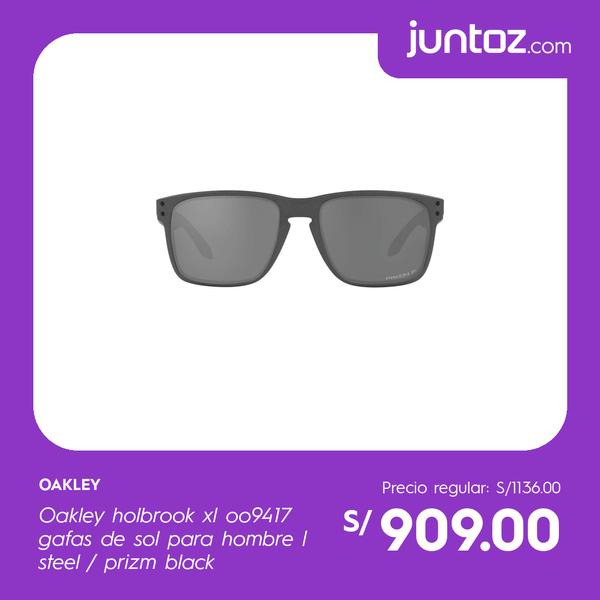 juntoz.com
PRIZM P
OAKLEY
Oakley holbrook xl oo9417
gafas de sol para hombre |
steel / prizm black
Precio regular: S/1136.00
S/ 909.00